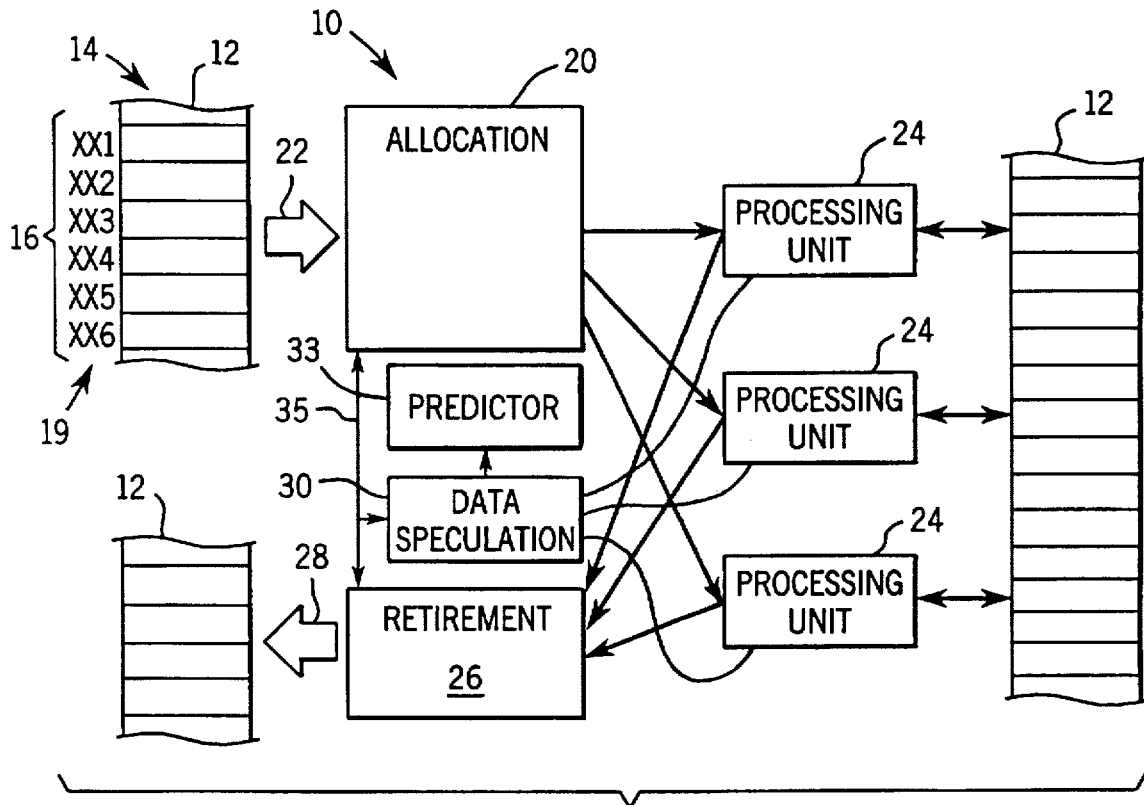 10
14
12
20
ALLOCATION
12
24
22
16
XX1
XX2
XX3
XX4
XX5
XX6
19
PROCESSING
UNIT
33
35
PREDICTOR
24
PROCESSING
UNIT
30
DATA
SPECULATION
12
28
24
PROCESSING
UNIT
RETIREMENT
26